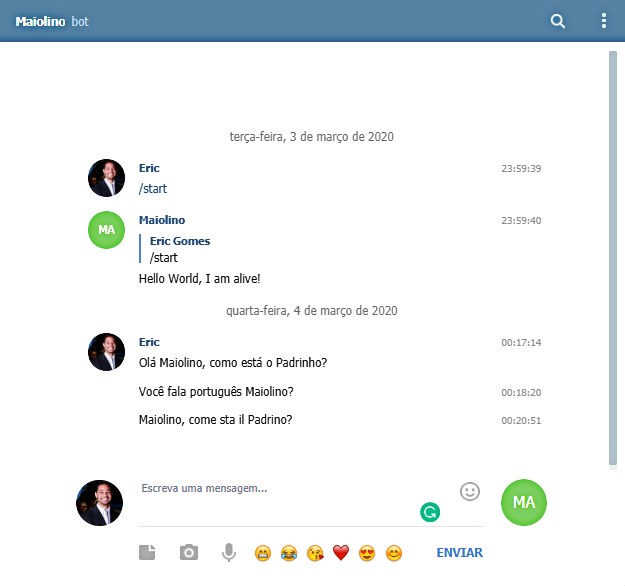 Maiolino bot
terça-feira, 3 de março de 2020
Eric 23:59:39
/start
MA
Maiolino 23:59:40
Eric Gomes
/start
Hello World, I am alive!
quarta-feira, 4 de março de 2020
Eric 00:17:14
Olá Maiolino, como está o Padrinho?
Você fala português Maiolino? 00:18:20
Maiolino, come sta il Padrino? 00:20:51
Escreva uma mensagem...
MA
ENVIAR